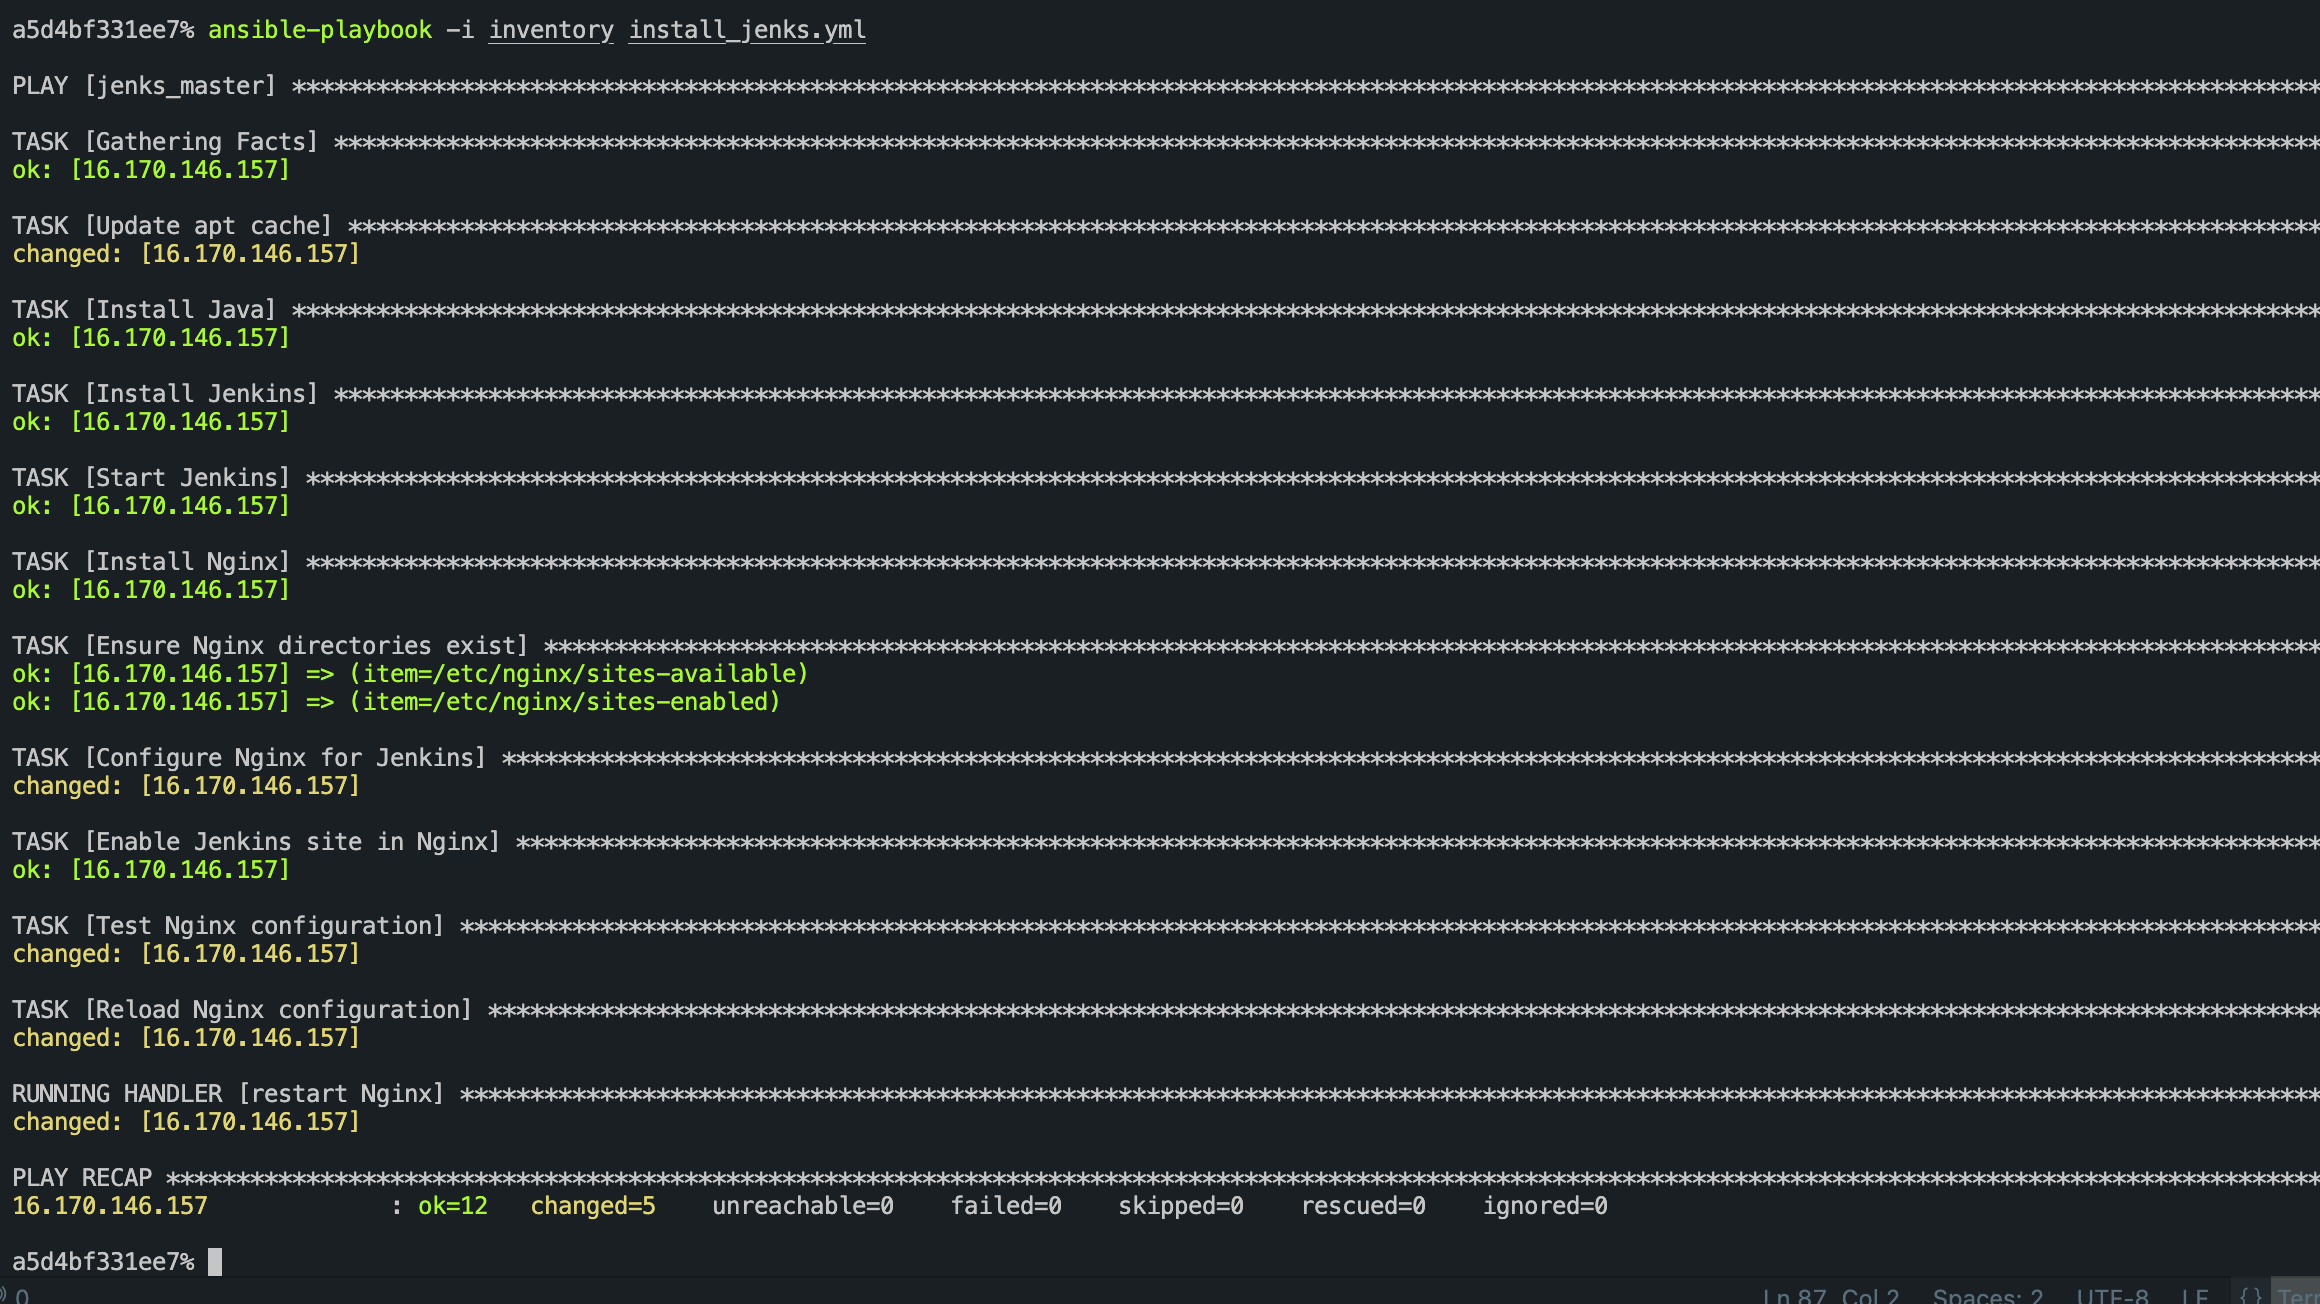 a5d4bf331ee7% ansible-playbook -i inventory install_jenks.yml
PLAY [jenks_master] ****************************************************************************************************************************************************
TASK [Gathering Facts] *************************************************************************************************************************************************
ok: [16.170.146.157]
TASK [Update apt cache] ************************************************************************************************************************************************
changed: [16.170.146.157]
TASK [Install Java] ****************************************************************************************************************************************************
ok: [16.170.146.157]
TASK [Install Jenkins] *************************************************************************************************************************************************
ok: [16.170.146.157]
TASK [Start Jenkins] ***************************************************************************************************************************************************
ok: [16.170.146.157]
TASK [Install Nginx] ***************************************************************************************************************************************************
ok: [16.170.146.157]
TASK [Ensure Nginx directories exist] **********************************************************************************************************************************
ok: [16.170.146.157] => (item=/etc/nginx/sites-available)
ok: [16.170.146.157] => (item=/etc/nginx/sites-enabled)
TASK [Configure Nginx for Jenkins] *************************************************************************************************************************************
changed: [16.170.146.157]
TASK [Enable Jenkins site in Nginx] ************************************************************************************************************************************
ok: [16.170.146.157]
TASK [Test Nginx configuration] ****************************************************************************************************************************************
changed: [16.170.146.157]
TASK [Reload Nginx configuration] **************************************************************************************************************************************
changed: [16.170.146.157]
RUNNING HANDLER [restart Nginx] ****************************************************************************************************************************************
changed: [16.170.146.157]
PLAY RECAP *************************************************************************************************************************************************************
16.170.146.157             : ok=12   changed=5    unreachable=0    failed=0    skipped=0    rescued=0    ignored=0
a5d4bf331ee7%
0 Ln 87, Col 2 Spaces: 2 UTF-8 LF {}